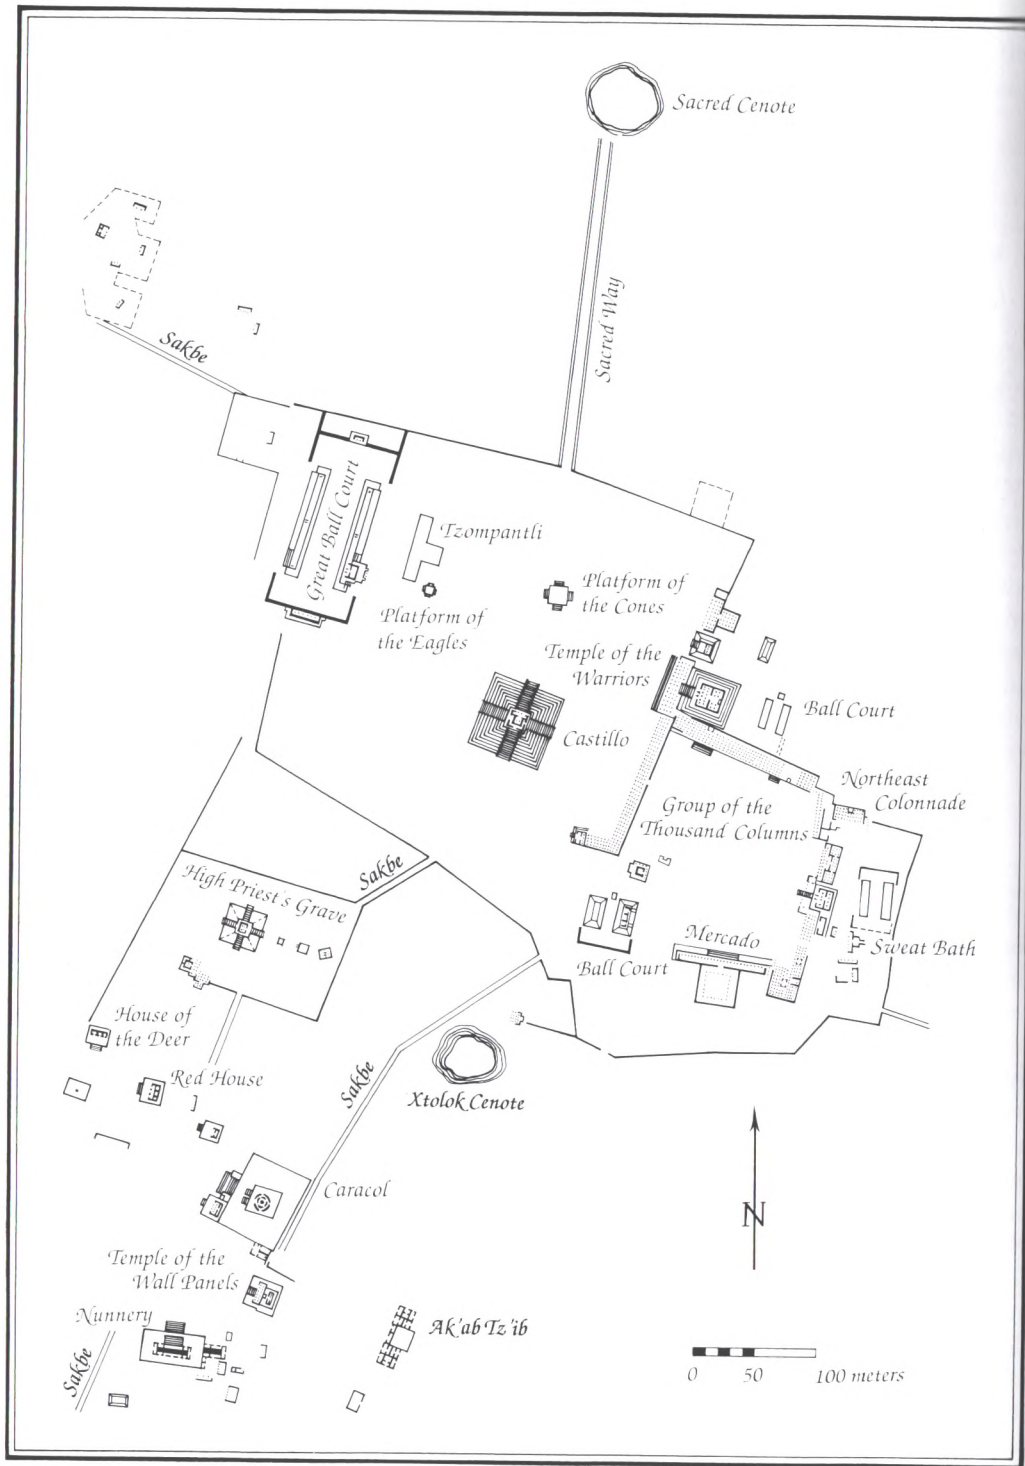 Sacred Cenote
Sacred Way
Sakbe
Great Ball Court
Tzompantli
Platform of
the Cones
Platform of
the Eagles
Temple of the
Warriors
Ball Court
Castillo
Northeast
Colonnade
Group of the
Thousand Columns
Sakbe
High Priest's Grave
Mercado
Sweat Bath
Ball Court
House of
the Deer
Red House
Sakbe
Xtolok Cenote
Caracol
N
Temple of the
Wall Panels
Nunnery
Ak'ab Tz'ib
Sakbe
0 50 100 meters